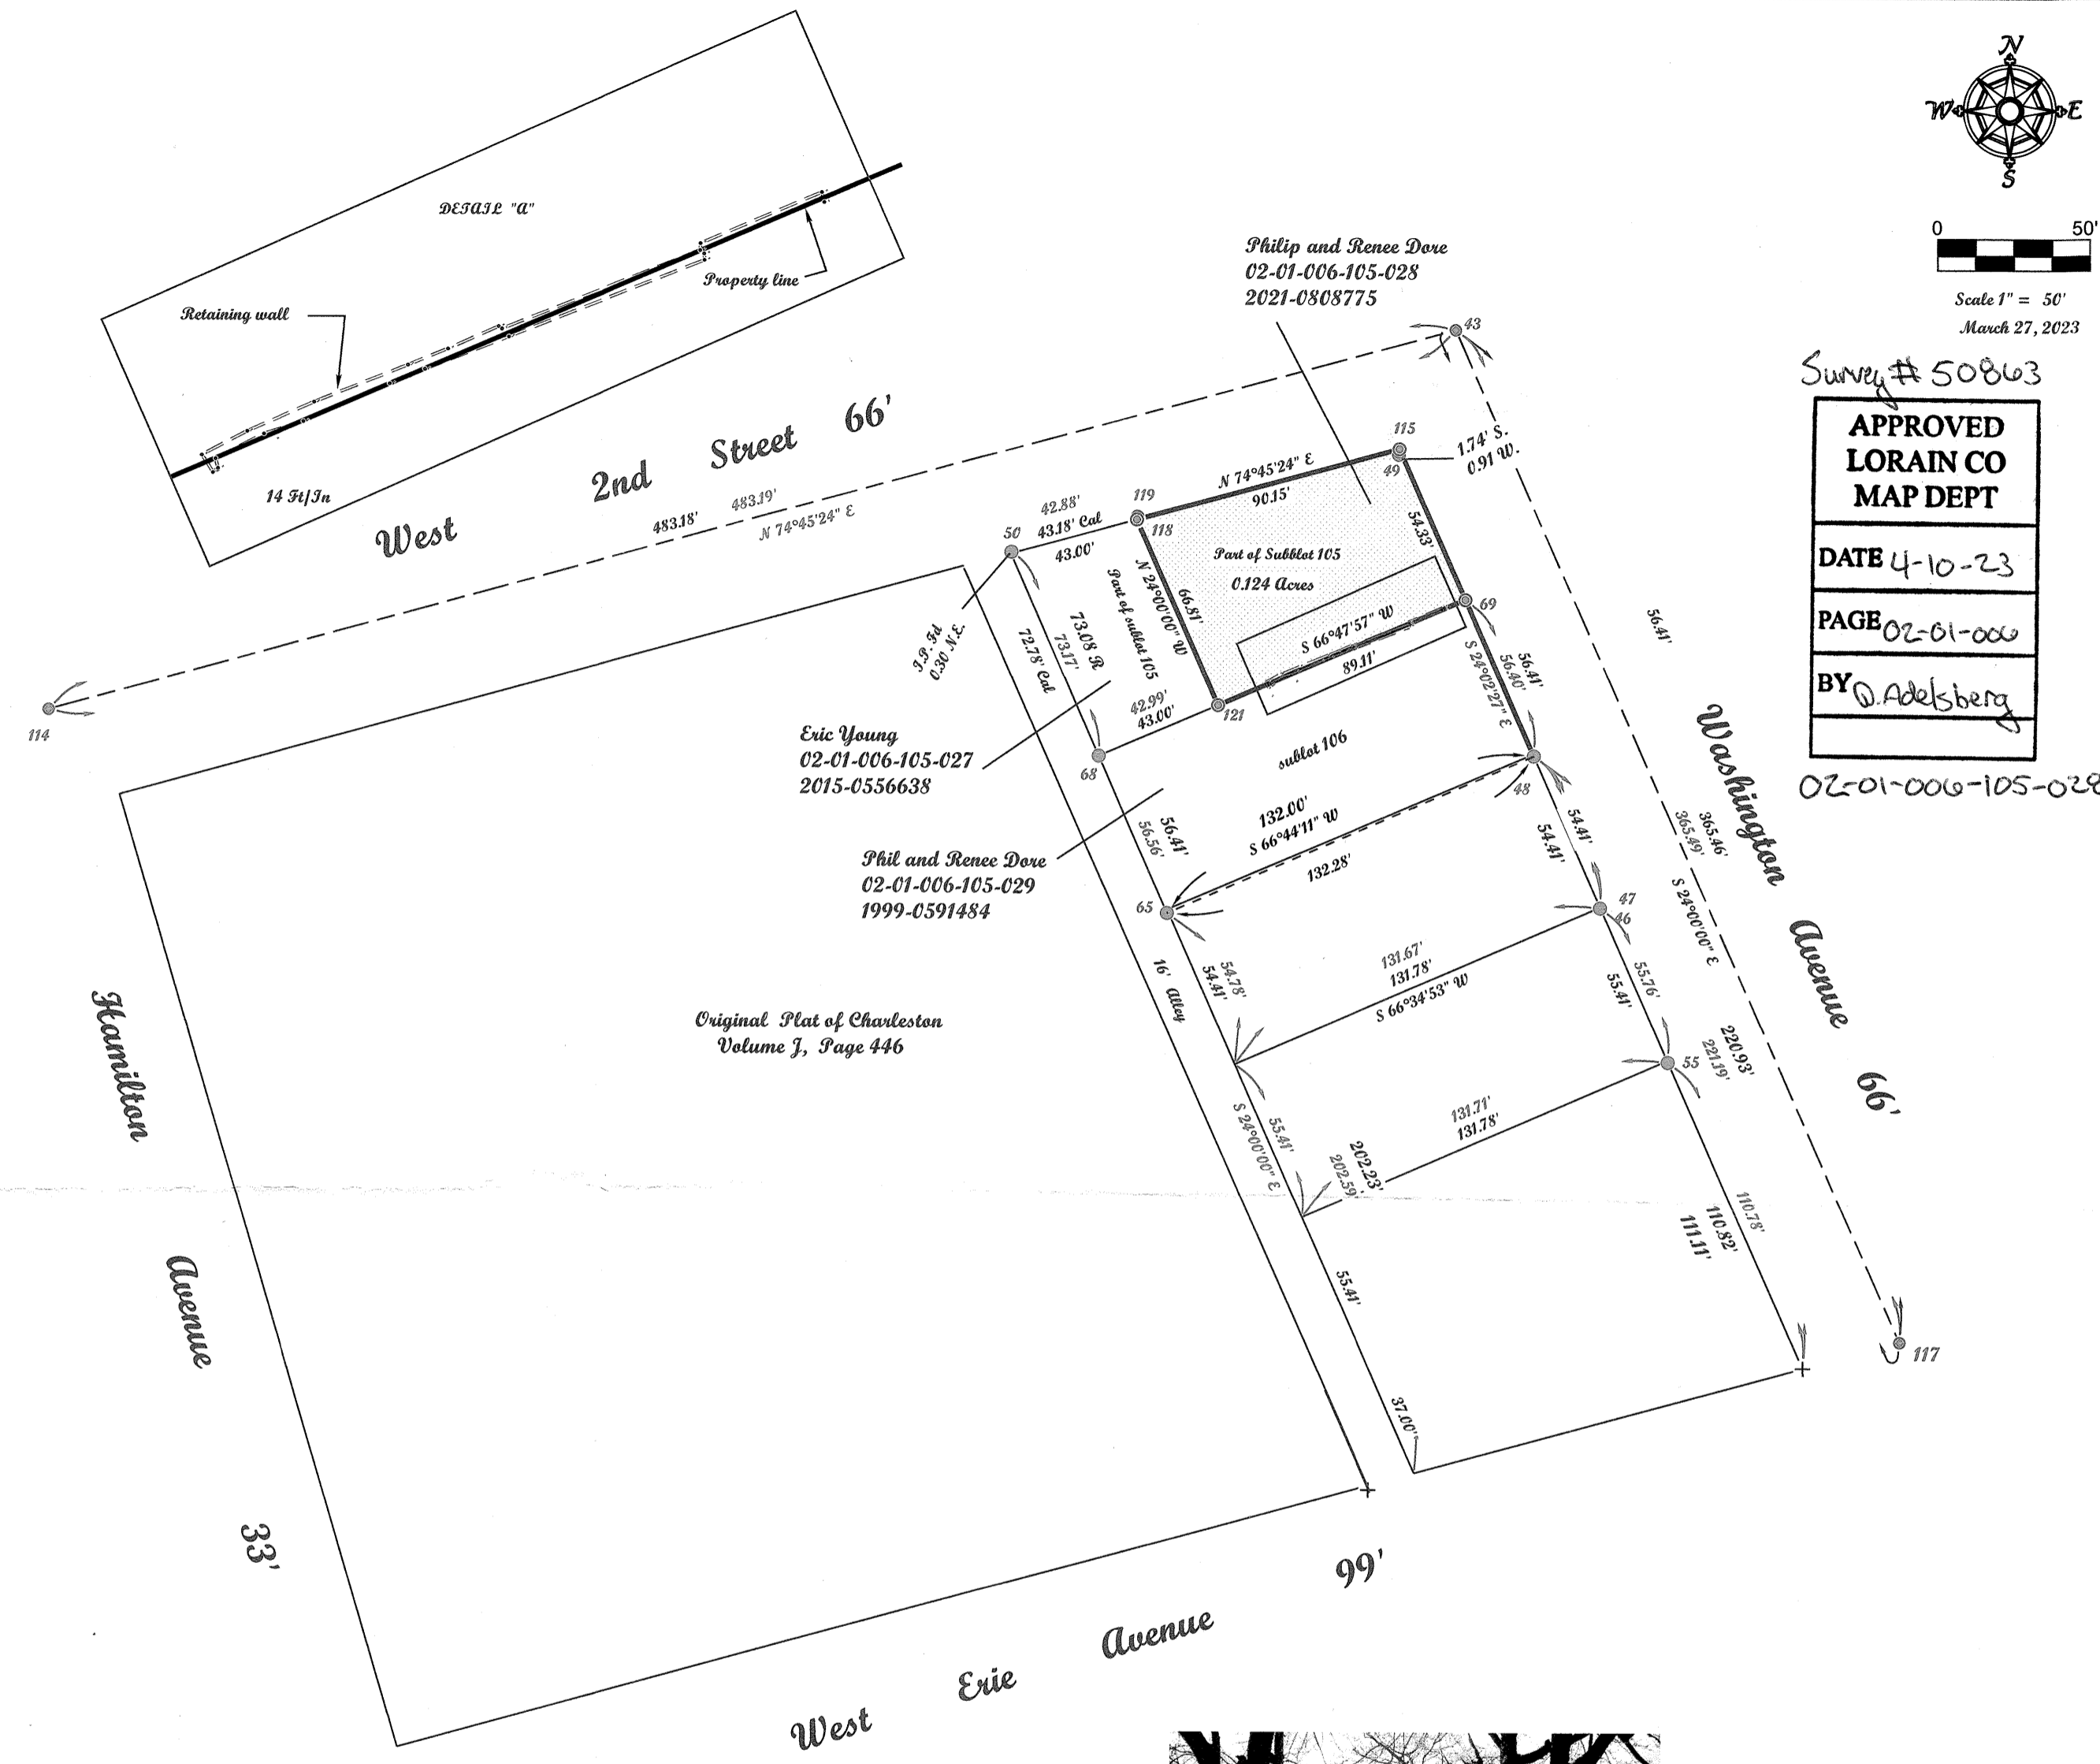 N
W E
S
0 50'
Scale 1" = 50'
March 27, 2023
Survey # 50863
APPROVED
LORAIN CO
MAP DEPT
DATE 4-10-23
PAGE 02-01-006
BY D. Adelsberg
02-01-006-105-028
DETAIL "A"
Retaining wall
Property line
14 Ft/In
West 2nd Street 66'
483.18'
483.19'
N 74°45'24" E
114
43
Philip and Renee Dore
02-01-006-105-028
2021-0808775
115
49
1.74' S.
0.91 W.
N 74°45'24" E
90.15'
119
118
42.88'
43.18' Cal
43.00'
50
I.P. Fd
0.30 N.E.
Part of Subblot 105
0.124 Acres
54.33'
N 24°00'00" W
66.81'
Part of sublot 105
73.08 R
73.17'
72.78' Cal
S 66°47'57" W
89.11'
69
121
42.99'
43.00'
68
S 24°02'27" E
56.41'
56.40'
56.41'
Eric Young
02-01-006-105-027
2015-0556638
sublot 106
48
132.00'
S 66°44'11" W
132.28'
56.41'
56.56'
Phil and Renee Dore
02-01-006-105-029
1999-0591484
65
54.41'
54.41'
47
46
Washington Avenue 66'
365.46'
365.49'
S 24°00'00" E
131.67'
131.78'
S 66°34'53" W
54.78'
54.41'
16' Alley
55.76'
55.41'
55
220.93'
221.19'
Original Plat of Charleston
Volume J, Page 446
131.71'
131.78'
S 24°00'00" E
55.41'
202.23'
202.59'
110.78'
110.82'
111.11'
55.41'
117
37.00'
Hamilton Avenue 33'
West Erie Avenue 99'